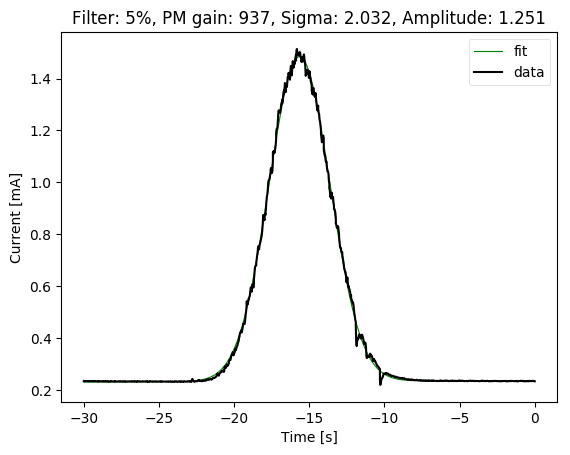 Filter: 5%, PM gain: 937, Sigma: 2.032, Amplitude: 1.251
fit
data
Current [mA]
1.4
1.2
1.0
0.8
0.6
0.4
0.2
−30 −25 −20 −15 −10 −5 0
Time [s]